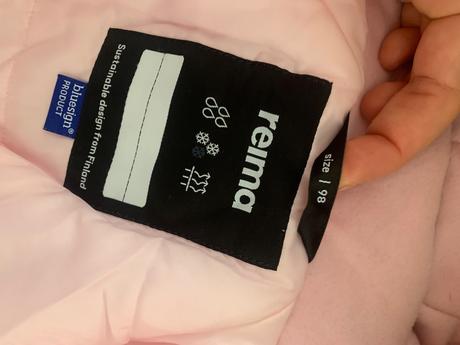 reima
size | 98
Sustainable design from Finland
bluesign®
PRODUCT